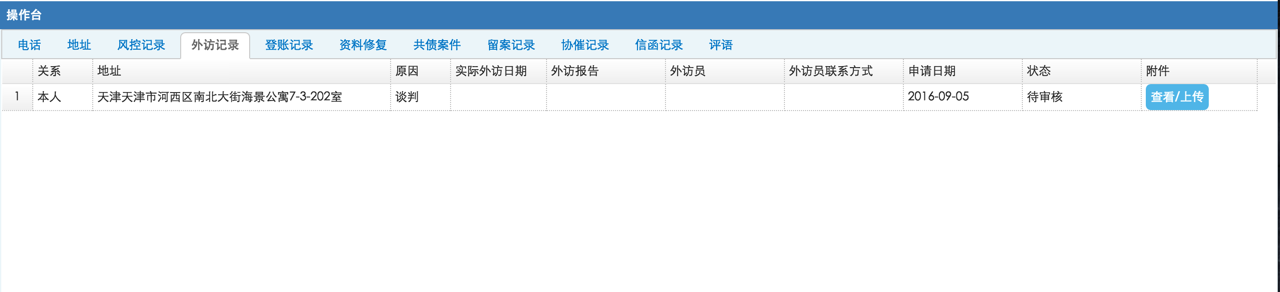 操作台
电话 地址 风控记录 外访记录 登账记录 资料修复 共债案件 留案记录 协催记录 信函记录 评语
关系 地址 原因 实际外访日期 外访报告 外访员 外访员联系方式 申请日期 状态 附件
1 本人 天津天津市河西区南北大街海景公寓7-3-202室 谈判 2016-09-05 待审核 查看/上传